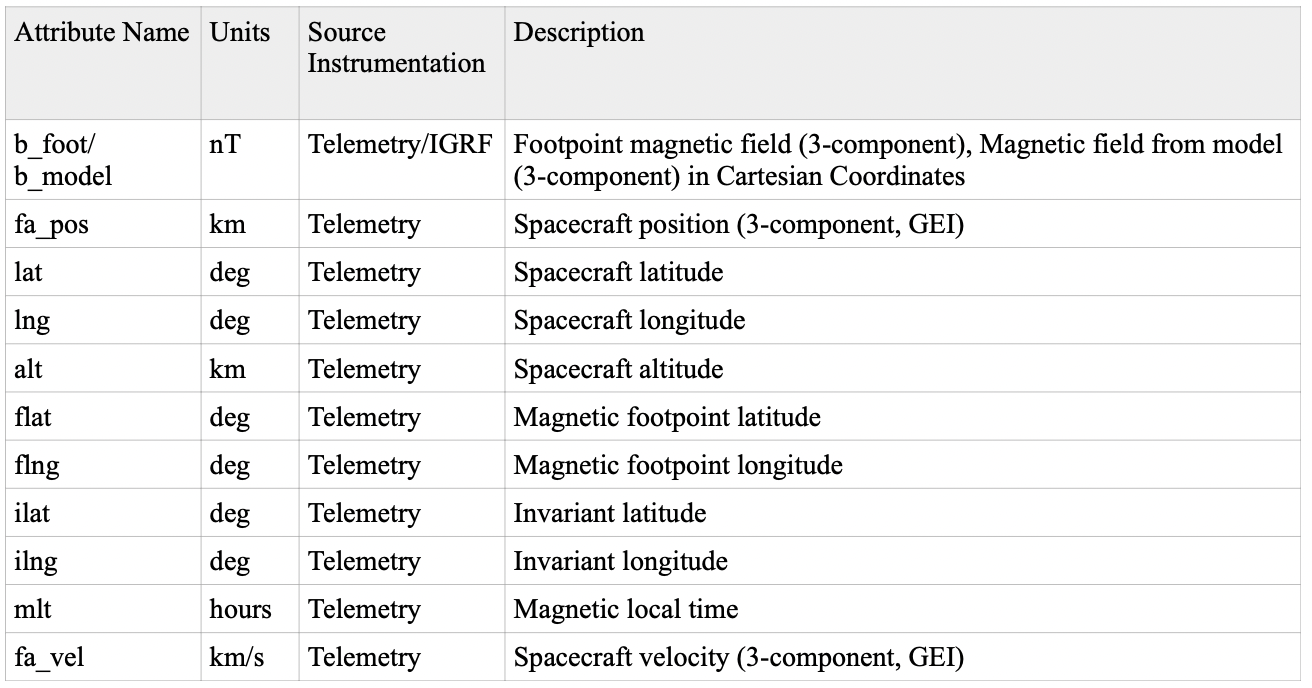 Attribute Name Units Source Instrumentation Description
b_foot/ b_model nT Telemetry/IGRF Footpoint magnetic field (3-component), Magnetic field from model (3-component) in Cartesian Coordinates
fa_pos km Telemetry Spacecraft position (3-component, GEI)
lat deg Telemetry Spacecraft latitude
lng deg Telemetry Spacecraft longitude
alt km Telemetry Spacecraft altitude
flat deg Telemetry Magnetic footpoint latitude
flng deg Telemetry Magnetic footpoint longitude
ilat deg Telemetry Invariant latitude
ilng deg Telemetry Invariant longitude
mlt hours Telemetry Magnetic local time
fa_vel km/s Telemetry Spacecraft velocity (3-component, GEI)